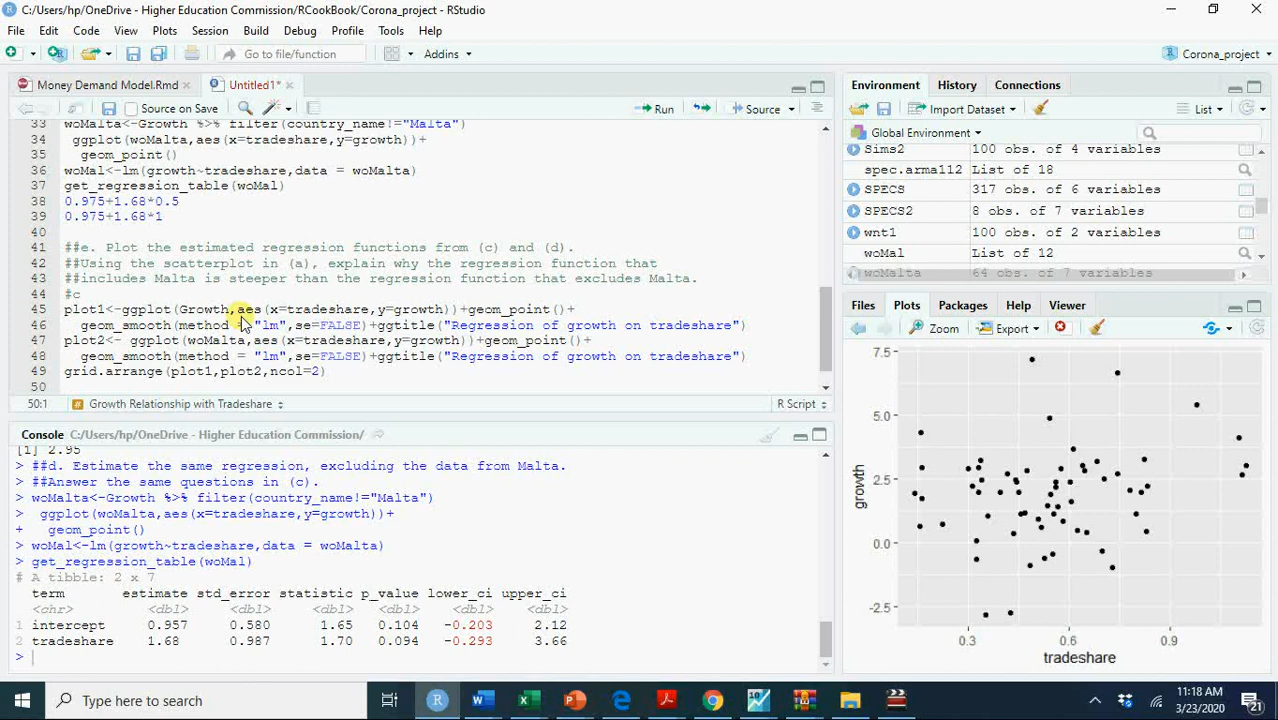 C:/Users/hp/OneDrive - Higher Education Commission/RCookBook/Corona_project - RStudio
File Edit Code View Plots Session Build Debug Profile Tools Help
Go to file/function Addins Corona_project
Money Demand Model.Rmd Untitled1*
Source on Save Run Source
33 woMalta<-Growth %>% filter(country_name!="Malta")
34 ggplot(woMalta,aes(x=tradeshare,y=growth))+
35 geom_point()
36 woMal<-lm(growth~tradeshare,data = woMalta)
37 get_regression_table(woMal)
38 0.975+1.68*0.5
39 0.975+1.68*1
40
41 ##e. Plot the estimated regression functions from (c) and (d).
42 ##Using the scatterplot in (a), explain why the regression function that
43 ##includes Malta is steeper than the regression function that excludes Malta.
44 #c
45 plot1<-ggplot(Growth,aes(x=tradeshare,y=growth))+geom_point()+
46 geom_smooth(method = "lm",se=FALSE)+ggtitle("Regression of growth on tradeshare")
47 plot2<- ggplot(woMalta,aes(x=tradeshare,y=growth))+geom_point()+
48 geom_smooth(method = "lm",se=FALSE)+ggtitle("Regression of growth on tradeshare")
49 grid.arrange(plot1,plot2,ncol=2)
50
50:1 Growth Relationship with Tradeshare R Script
Console C:/Users/hp/OneDrive - Higher Education Commission/
[1] 2.95
> ##d. Estimate the same regression, excluding the data from Malta.
> ##Answer the same questions in (c).
> woMalta<-Growth %>% filter(country_name!="Malta")
> ggplot(woMalta,aes(x=tradeshare,y=growth))+
+ geom_point()
> woMal<-lm(growth~tradeshare,data = woMalta)
> get_regression_table(woMal)
# A tibble: 2 x 7
term estimate std_error statistic p_value lower_ci upper_ci
<chr> <dbl> <dbl> <dbl> <dbl> <dbl> <dbl>
1 intercept 0.957 0.580 1.65 0.104 -0.203 2.12
2 tradeshare 1.68 0.987 1.70 0.094 -0.293 3.66
>
Environment History Connections
Import Dataset List
Global Environment
Sims2 100 obs. of 4 variables
spec.arma112 List of 18
SPECS 317 obs. of 6 variables
SPECS2 8 obs. of 7 variables
wnt1 100 obs. of 2 variables
woMal List of 12
woMalta 64 obs. of 7 variables
Files Plots Packages Help Viewer
Zoom Export
7.5
5.0
2.5
0.0
-2.5
growth
0.3 0.6 0.9
tradeshare
Type here to search
11:18 AM
3/23/2020
21